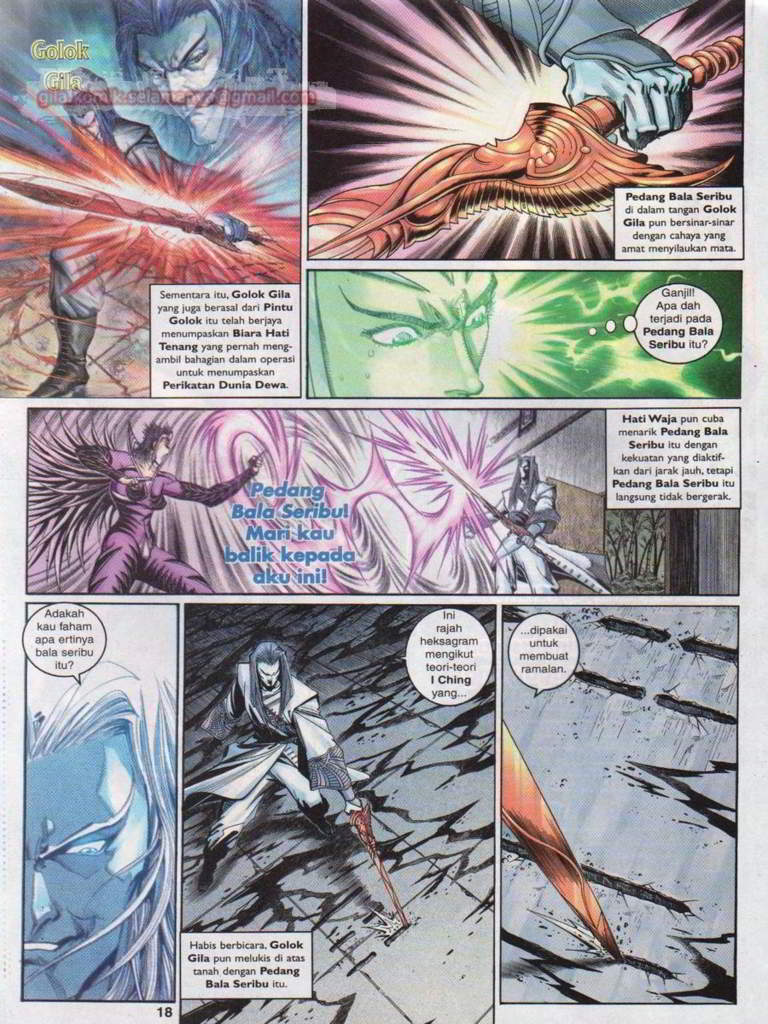 Golok
Gila
gilakomik.selamanya@gmail.com
Sementara itu, Golok Gila
yang juga berasal dari Pintu
Golok itu telah berjaya
menumpaskan Biara Hati
Tenang yang pernah meng-
ambil bahagian dalam operasi
untuk menumpaskan
Perikatan Dunia Dewa.
Pedang Bala Seribu
di dalam tangan Golok
Gila pun bersinar-sinar
dengan cahaya yang
amat menyilaukan mata.
Ganjil!
Apa dah
terjadi pada
Pedang Bala
Seribu itu?
Pedang
Bala Seribu!
Mari kau
balik kepada
aku ini!
Hati Waja pun cuba
menarik Pedang Bala
Seribu itu dengan
kekuatan yang diaktif-
kan dari jarak jauh, tetapi
Pedang Bala Seribu itu
langsung tidak bergerak.
Adakah
kau faham
apa ertinya
bala seribu
itu?
Ini
rajah
heksagram
mengikut
teori-teori
I Ching
yang...
...dipakai
untuk
membuat
ramalan.
Habis berbicara, Golok
Gila pun melukis di atas
tanah dengan Pedang
Bala Seribu itu.
18